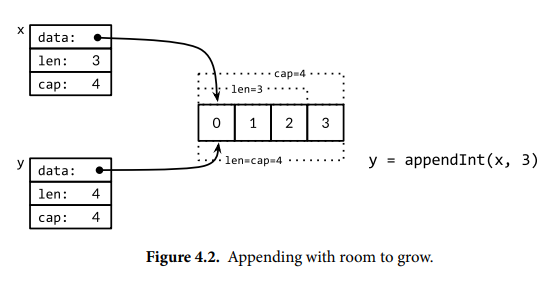 x
data:
len: 3
cap: 4
cap=4
len=3
0 1 2 3
y
data:
len: 4
cap: 4
len=cap=4
y = appendInt(x, 3)
Figure 4.2. Appending with room to grow.